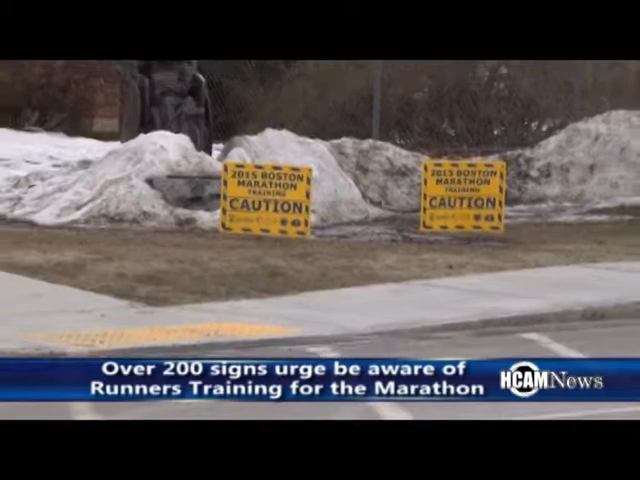 2015 BOSTON
MARATHON
TRAINING
CAUTION
2015 BOSTON
MARATHON
TRAINING
CAUTION
Over 200 signs urge be aware of
Runners Training for the Marathon
HCAM News